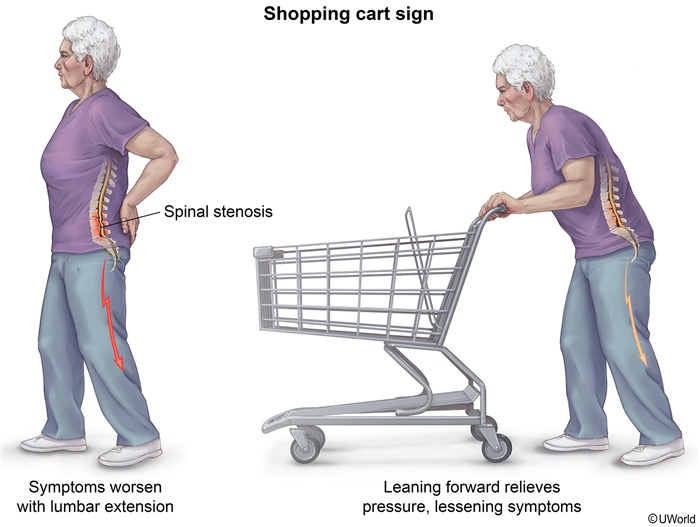 Shopping cart sign
Spinal stenosis
Symptoms worsen
with lumbar extension
Leaning forward relieves
pressure, lessening symptoms
©UWorld